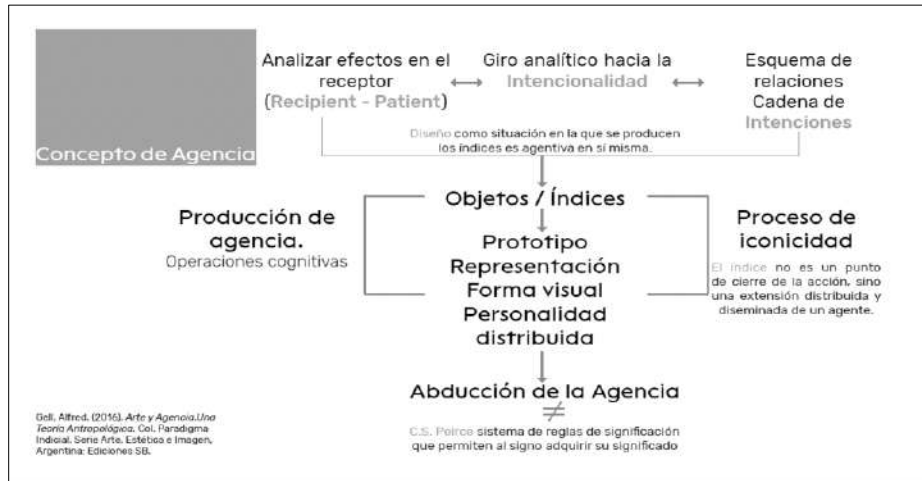 Concepto de Agencia
Analizar efectos en el
receptor
(Recipient - Patient)
Giro analítico hacia la
Intencionalidad
Esquema de
relaciones
Cadena de
Intenciones
Diseño como situación en la que se producen
los índices es agentiva en sí misma.
Objetos / Índices
Producción de
agencia.
Operaciones cognitivas
Prototipo
Representación
Forma visual
Personalidad
distribuida
Proceso de
iconicidad
El índice no es un punto
de cierre de la acción, sino
una extensión distribuida y
diseminada de un agente.
Abducción de la Agencia
≠
C.S. Peirce sistema de reglas de significación
que permiten al signo adquirir su significado
Gell, Alfred. (2016). Arte y Agencia.Una
Teoría Antropológica. Col. Paradigma
Indicial. Serie Arte, Estética e Imagen,
Argentina: Ediciones SB.